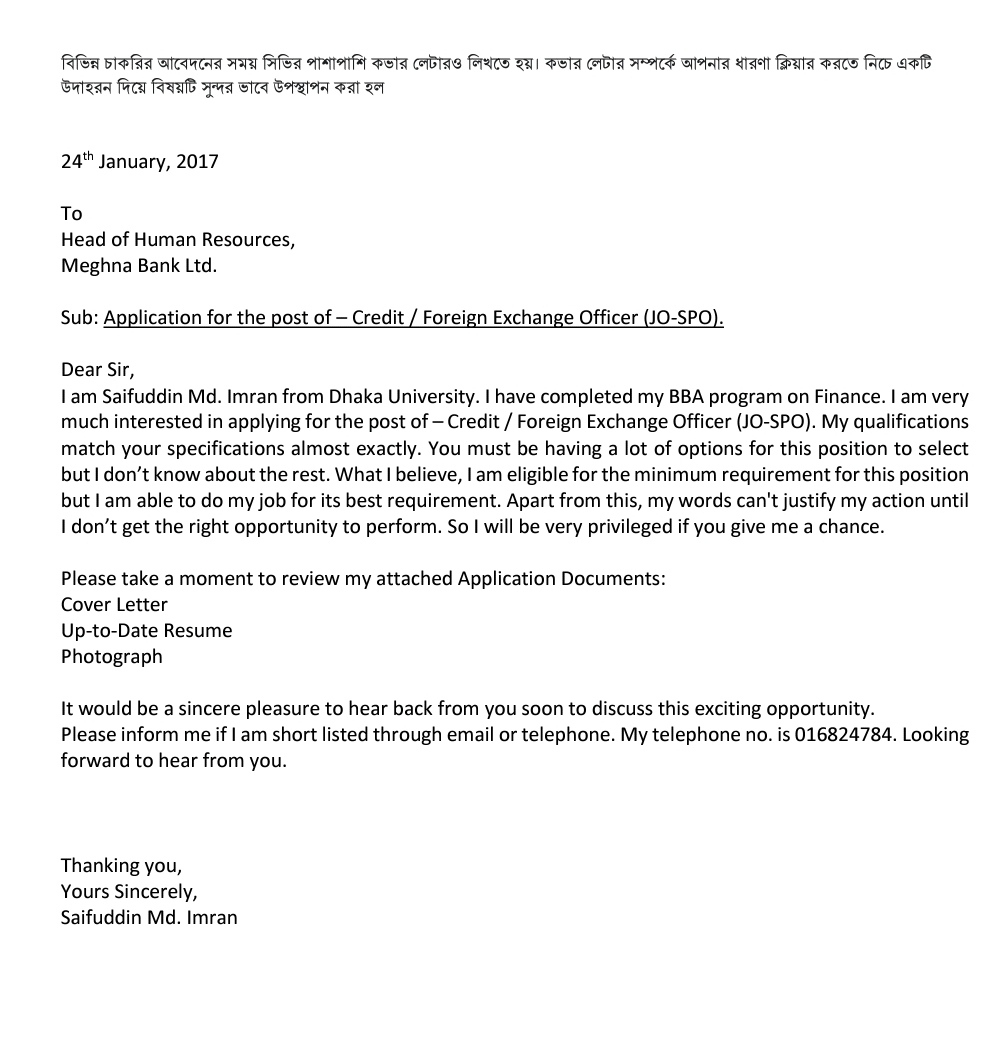 বিভিন্ন চাকরির আবেদনের সময় সিভির পাশাপাশি কভার লেটারও লিখতে হয়। কভার লেটার সম্পর্কে আপনার ধারণা ক্লিয়ার করতে নিচে একটি
উদাহরন দিয়ে বিষয়টি সুন্দর ভাবে উপস্থাপন করা হল
24th January, 2017
To
Head of Human Resources,
Meghna Bank Ltd.
Sub: Application for the post of – Credit / Foreign Exchange Officer (JO-SPO).
Dear Sir,
I am Saifuddin Md. Imran from Dhaka University. I have completed my BBA program on Finance. I am very
much interested in applying for the post of – Credit / Foreign Exchange Officer (JO-SPO). My qualifications
match your specifications almost exactly. You must be having a lot of options for this position to select
but I don’t know about the rest. What I believe, I am eligible for the minimum requirement for this position
but I am able to do my job for its best requirement. Apart from this, my words can't justify my action until
I don’t get the right opportunity to perform. So I will be very privileged if you give me a chance.
Please take a moment to review my attached Application Documents:
Cover Letter
Up-to-Date Resume
Photograph
It would be a sincere pleasure to hear back from you soon to discuss this exciting opportunity.
Please inform me if I am short listed through email or telephone. My telephone no. is 016824784. Looking
forward to hear from you.
Thanking you,
Yours Sincerely,
Saifuddin Md. Imran